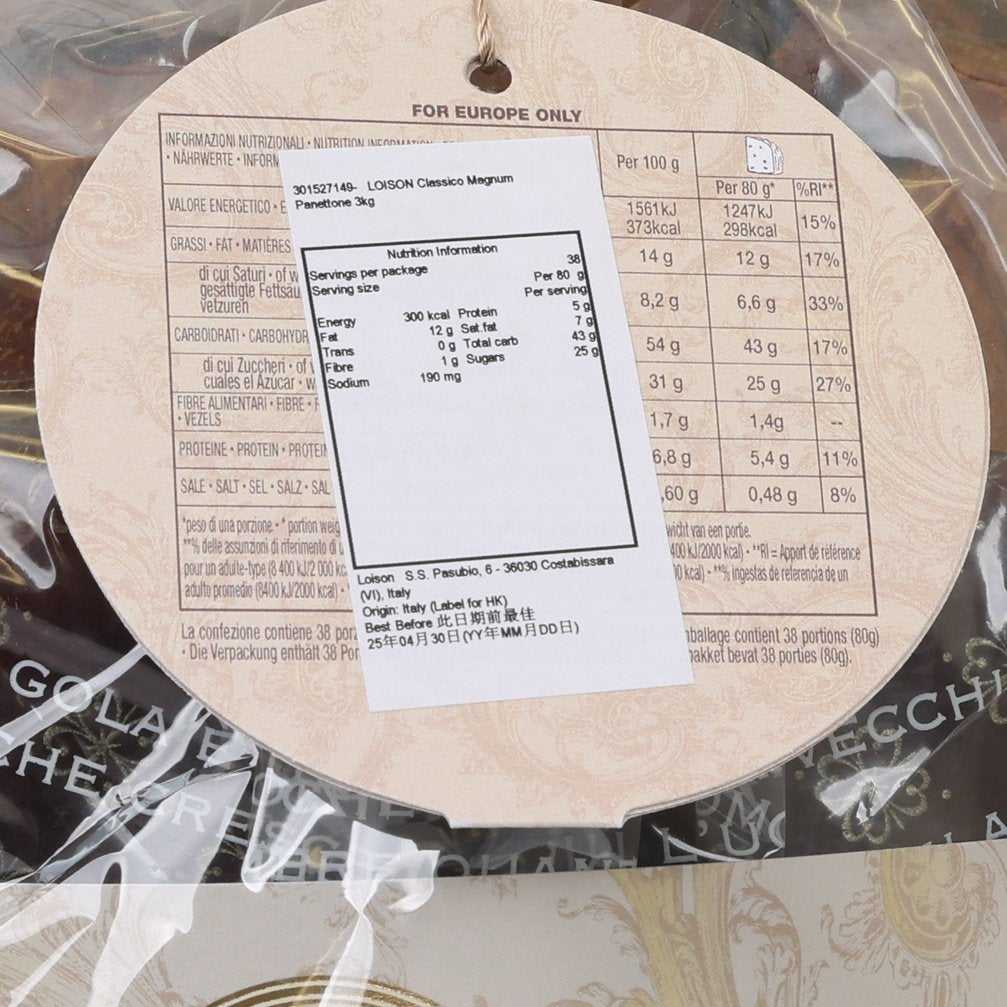 FOR EUROPE ONLY
INFORMAZIONI NUTRIZIONALI • NUTRITION INFORMATION
• NÄHRWERTE • INFORM
Per 100 g
Per 80 g* %RI**
VALORE ENERGETICO • E
1561kJ 1247kJ
373kcal 298kcal 15%
GRASSI • FAT • MATIÈRES
14 g 12 g 17%
di cui Saturi • of w
gesättigte Fettsäu
vetzuren
8,2 g 6,6 g 33%
CARBOIDRATI • CARBOHYDR
54 g 43 g 17%
di cui Zuccheri • of
cuales el Azúcar • w
31 g 25 g 27%
FIBRE ALIMENTARI • FIBRE • F
• VEZELS
1,7 g 1,4g --
PROTEINE • PROTEIN • PROTEIN
6,8 g 5,4 g 11%
SALE • SALT • SEL • SALZ • SAL
,60 g 0,48 g 8%
*peso di una porzione • * portion weig
wicht van een portie.
**% delle assunzioni di riferimento di u
400 kJ/2000 kcal) • **RI = Apport de référence
pour un adulte-type (8 400 kJ/2 000 kc
0 kcal) • **% ingestas de referencia de un
adulto promedio (8400 kJ/2000 kcal) •
La confezione contiene 38 porz
mballage contient 38 portions (80g)
• Die Verpackung enthält 38 Por
pakket bevat 38 porties (80g).
301527149- LOISON Classico Magnum
Panettone 3kg
Nutrition Information
Servings per package 38
Serving size Per 80 g
Per serving
Energy 300 kcal Protein 5 g
Fat 12 g Sat.fat 7 g
Trans 0 g Total carb 43 g
Fibre 1 g Sugars 25 g
Sodium 190 mg
Loison S.S. Pasubio, 6 - 36030 Costabissara
(VI), Italy
Origin: Italy (Label for HK)
Best Before 此日期前最佳
25年04月30日(YY年MM月DD日)
GOLA E
VECCHI
CHE CRES
L'UO